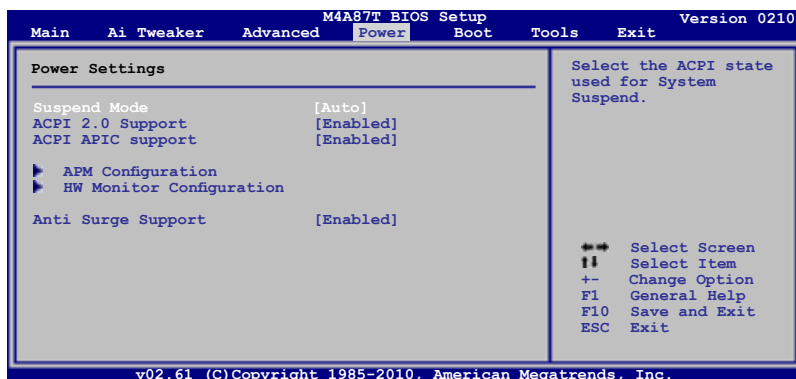 M4A87T BIOS Setup Version 0210
Main Ai Tweaker Advanced Power Boot Tools Exit
Power Settings
Suspend Mode [Auto]
ACPI 2.0 Support [Enabled]
ACPI APIC support [Enabled]
APM Configuration
HW Monitor Configuration
Anti Surge Support [Enabled]
Select the ACPI state
used for System
Suspend.
Select Screen
Select Item
+- Change Option
F1 General Help
F10 Save and Exit
ESC Exit
v02.61 (C)Copyright 1985-2010, American Megatrends, Inc.